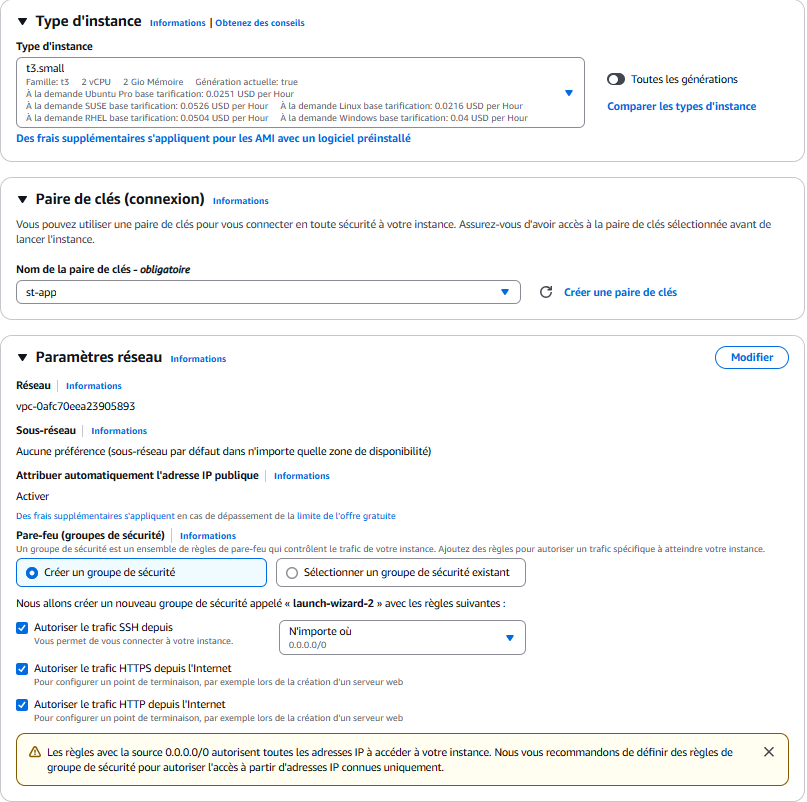 Type d'instance Informations | Obtenez des conseils
Type d'instance
t3.small
Famille: t3 2 vCPU 2 Gio Mémoire Génération actuelle: true
À la demande Ubuntu Pro base tarification: 0.0251 USD per Hour
À la demande SUSE base tarification: 0.0526 USD per Hour À la demande Linux base tarification: 0.0216 USD per Hour
À la demande RHEL base tarification: 0.0504 USD per Hour À la demande Windows base tarification: 0.04 USD per Hour
Toutes les générations
Comparer les types d'instance
Des frais supplémentaires s'appliquent pour les AMI avec un logiciel préinstallé
Paire de clés (connexion) Informations
Vous pouvez utiliser une paire de clés pour vous connecter en toute sécurité à votre instance. Assurez-vous d'avoir accès à la paire de clés sélectionnée avant de
lancer l'instance.
Nom de la paire de clés - obligatoire
st-app
Créer une paire de clés
Paramètres réseau Informations
Modifier
Réseau | Informations
vpc-0afc70eea23905893
Sous-réseau | Informations
Aucune préférence (sous-réseau par défaut dans n'importe quelle zone de disponibilité)
Attribuer automatiquement l'adresse IP publique | Informations
Activer
Des frais supplémentaires s'appliquent en cas de dépassement de la limite de l'offre gratuite
Pare-feu (groupes de sécurité) | Informations
Un groupe de sécurité est un ensemble de règles de pare-feu qui contrôlent le trafic de votre instance. Ajoutez des règles pour autoriser un trafic spécifique à atteindre votre instance.
Créer un groupe de sécurité
Sélectionner un groupe de sécurité existant
Nous allons créer un nouveau groupe de sécurité appelé « launch-wizard-2 » avec les règles suivantes :
Autoriser le trafic SSH depuis
Vous permet de vous connecter à votre instance.
N'importe où
0.0.0.0/0
Autoriser le trafic HTTPS depuis l'Internet
Pour configurer un point de terminaison, par exemple lors de la création d'un serveur web
Autoriser le trafic HTTP depuis l'Internet
Pour configurer un point de terminaison, par exemple lors de la création d'un serveur web
Les règles avec la source 0.0.0.0/0 autorisent toutes les adresses IP à accéder à votre instance. Nous vous recommandons de définir des règles de
groupe de sécurité pour autoriser l'accès à partir d'adresses IP connues uniquement.